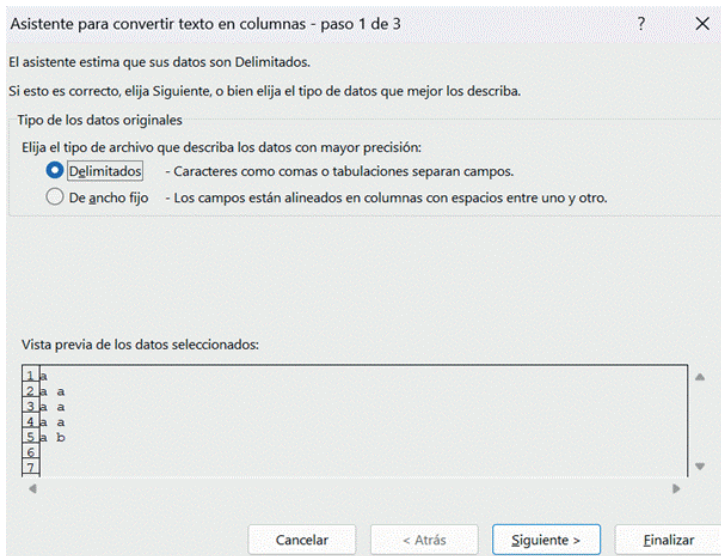 Asistente para convertir texto en columnas - paso 1 de 3 ?
El asistente estima que sus datos son Delimitados.
Si esto es correcto, elija Siguiente, o bien elija el tipo de datos que mejor los describa.
Tipo de los datos originales
Elija el tipo de archivo que describa los datos con mayor precisión:
Delimitados - Caracteres como comas o tabulaciones separan campos.
De ancho fijo - Los campos están alineados en columnas con espacios entre uno y otro.
Vista previa de los datos seleccionados:
1 a
2 a a
3 a a
4 a a
5 a b
6
7
Cancelar < Atrás Siguiente > Finalizar